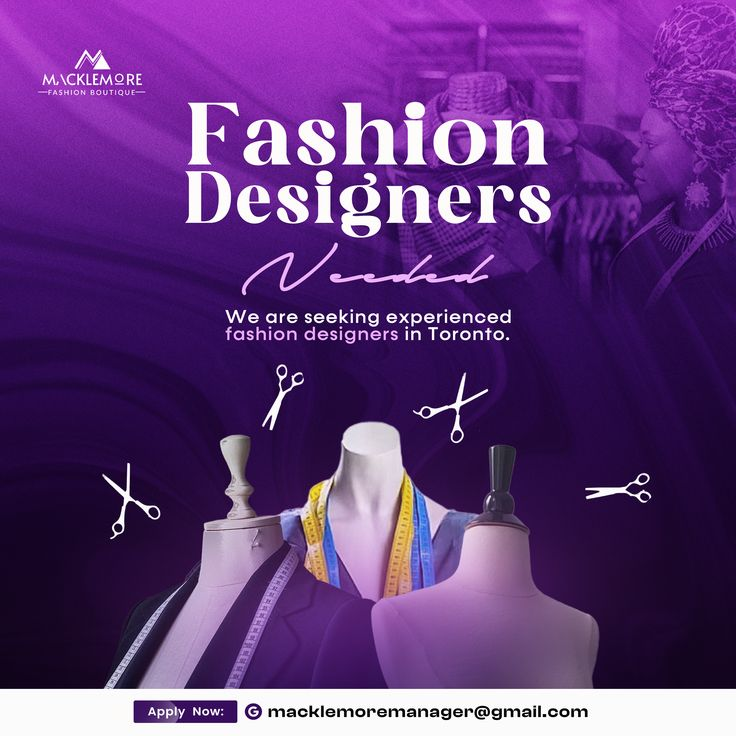 MACKLEMORE
FASHION BOUTIQUE
Fashion
Designers
Needed
We are seeking experienced
fashion designers in Toronto.
Apply Now: macklemoremanager@gmail.com